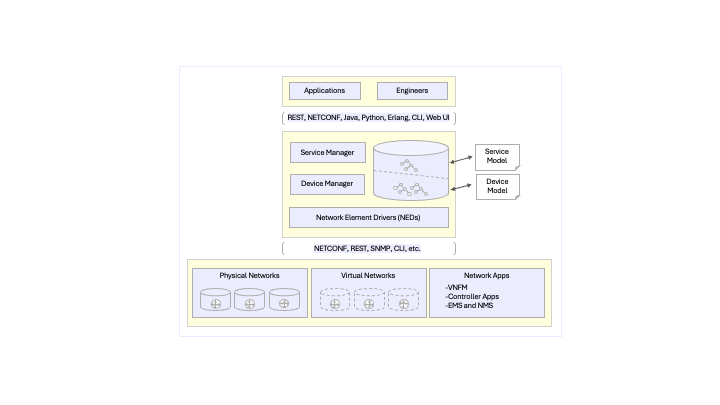 Applications
Engineers
REST, NETCONF, Java, Python, Erlang, CLI, Web UI
Service Manager
Device Manager
Network Element Drivers (NEDs)
Service
Model
Device
Model
NETCONF, REST, SNMP, CLI, etc.
Physical Networks
Virtual Networks
Network Apps
-VNFM
-Controller Apps
-EMS and NMS